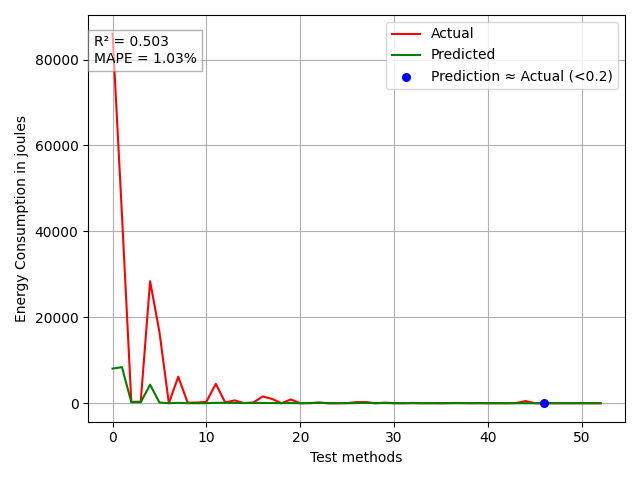 R² = 0.503
MAPE = 1.03%
Actual
Predicted
Prediction ≈ Actual (<0.2)
Energy Consumption in joules
80000
60000
40000
20000
0
0 10 20 30 40 50
Test methods